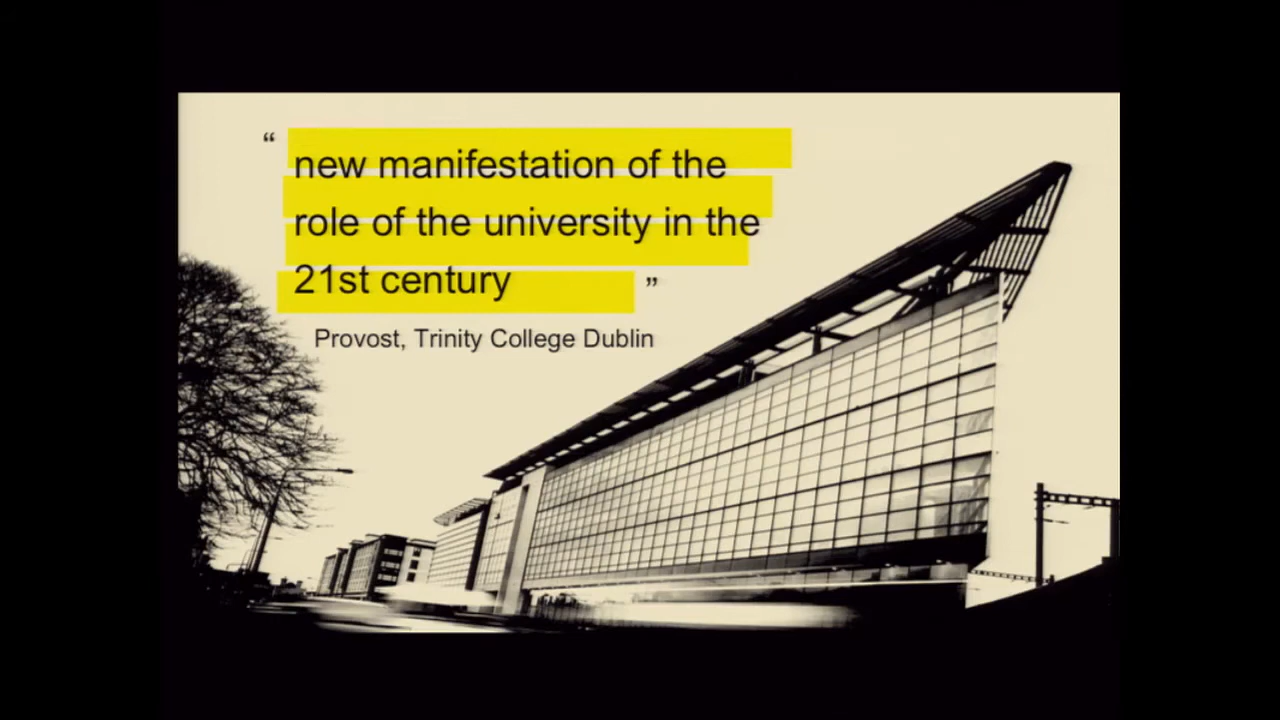 “ new manifestation of the
role of the university in the
21st century ”
Provost, Trinity College Dublin